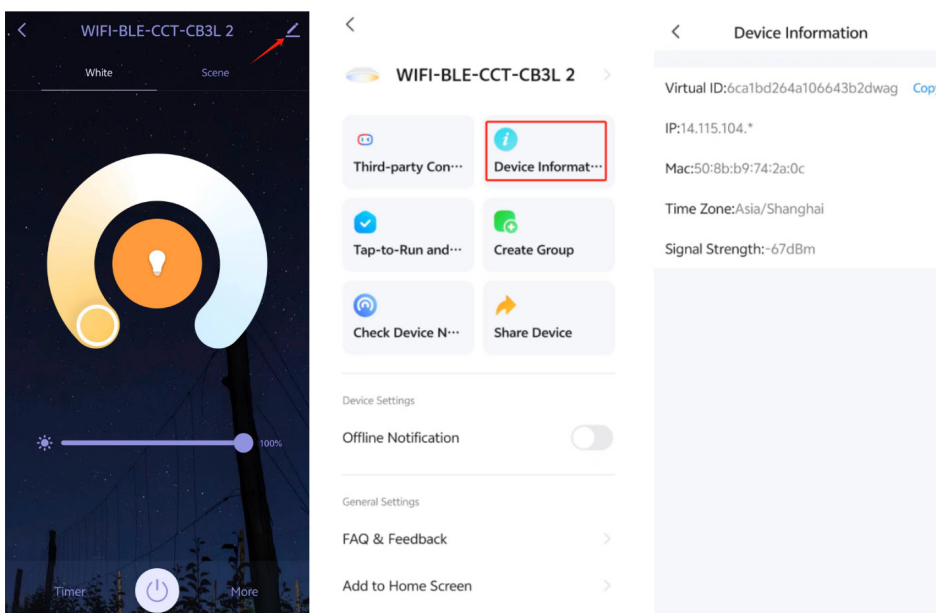 WIFI-BLE-CCT-CB3L 2
White
Scene
100%
Timer
More
WIFI-BLE-CCT-CB3L 2
Third-party Con···
Device Informat···
Tap-to-Run and···
Create Group
Check Device N···
Share Device
Device Settings
Offline Notification
General Settings
FAQ & Feedback
Add to Home Screen
Device Information
Virtual ID:6ca1bd264a106643b2dwag Copy
IP:14.115.104.*
Mac:50:8b:b9:74:2a:0c
Time Zone:Asia/Shanghai
Signal Strength:-67dBm